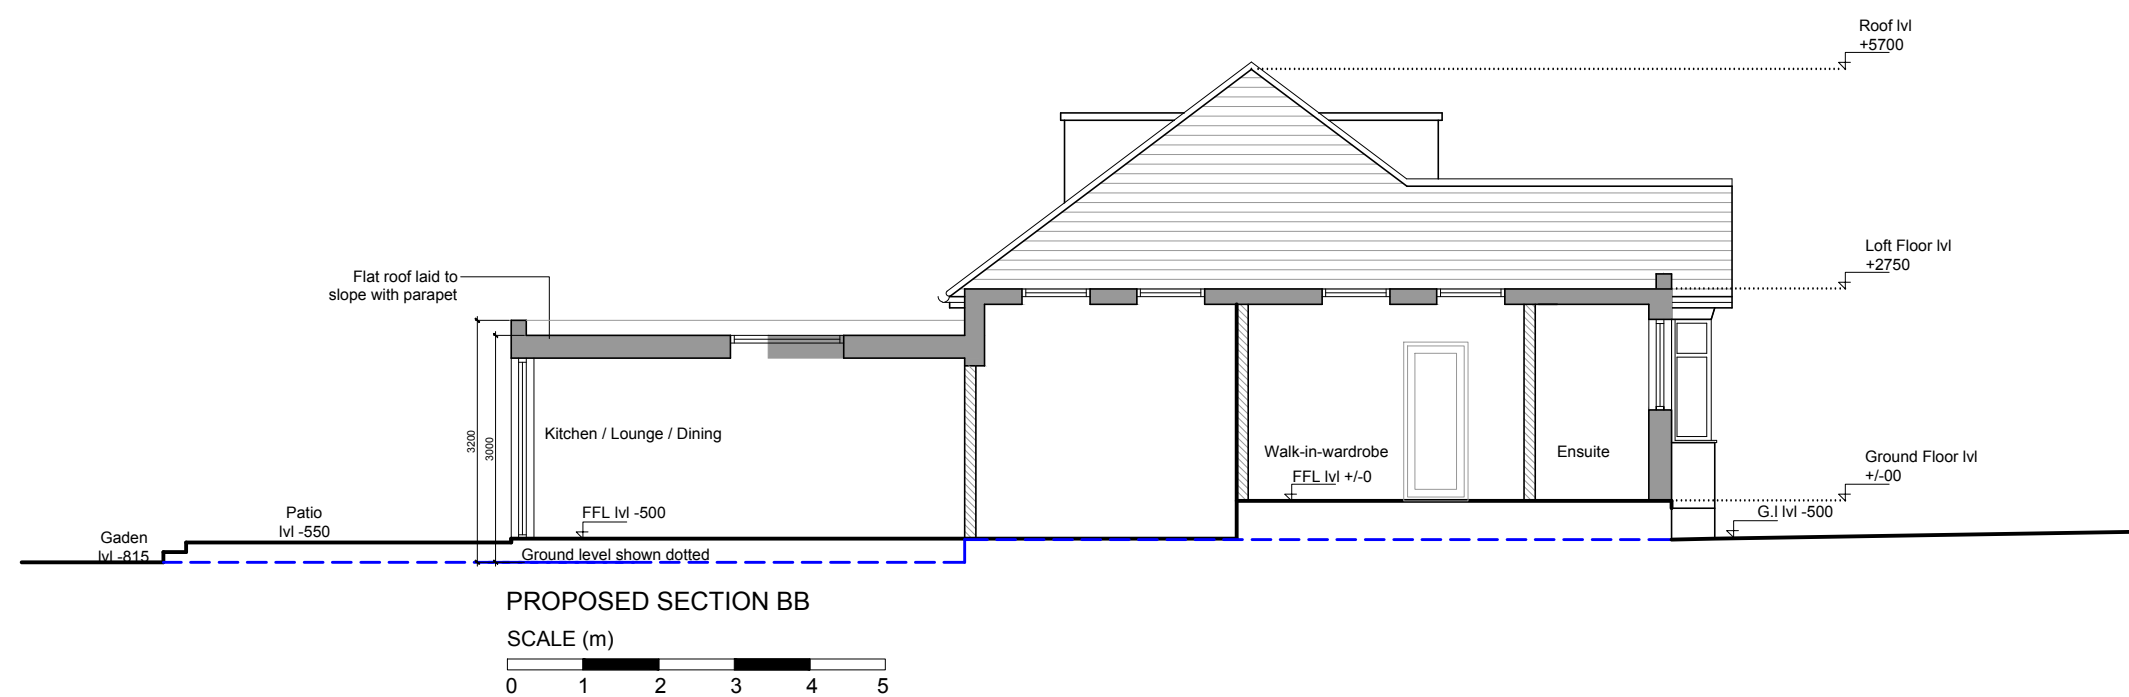 Roof lvl
+5700
Loft Floor lvl
+2750
Flat roof laid to
slope with parapet
3200
3000
Kitchen / Lounge / Dining
Walk-in-wardrobe
FFL lvl +/-0
Ensuite
Ground Floor lvl
+/-00
G.l lvl -500
Patio
lvl -550
FFL lvl -500
Gaden
lvl -815
Ground level shown dotted
PROPOSED SECTION BB
SCALE (m)
0 1 2 3 4 5